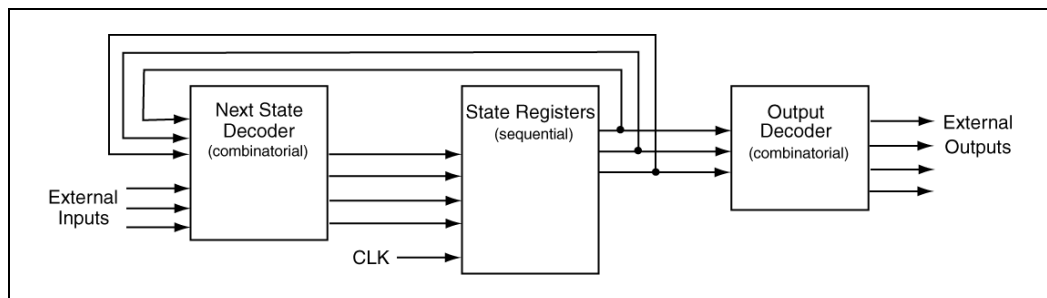 Next State
Decoder
(combinatorial)
External
Inputs
State Registers
(sequential)
CLK
Output
Decoder
(combinatorial)
External
Outputs